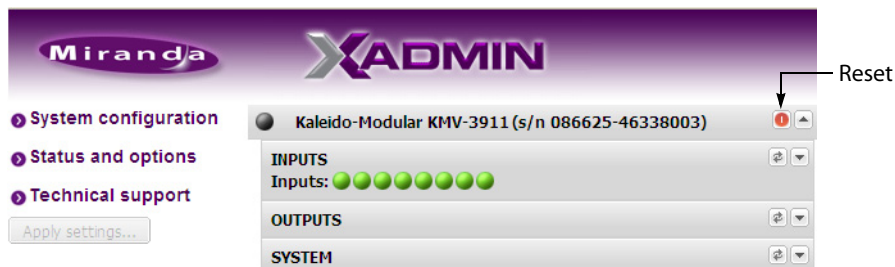 Miranda
XADMIN
Reset
System configuration
Kaleido-Modular KMV-3911 (s/n 086625-46338003)
Status and options
INPUTS
Inputs:
Technical support
Apply settings...
OUTPUTS
SYSTEM